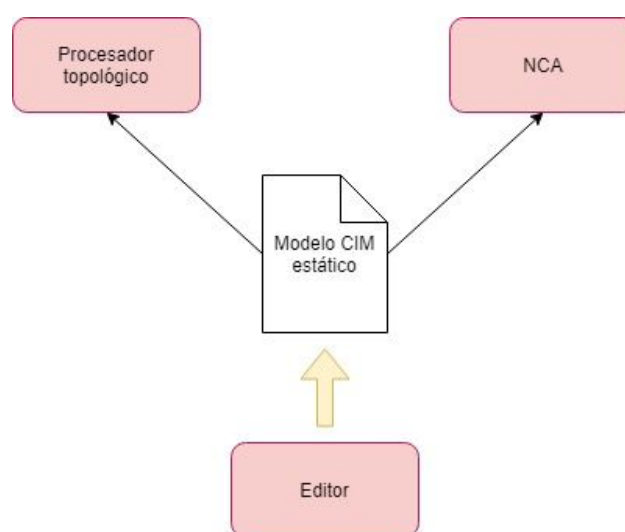 Procesador
topológico
NCA
Modelo CIM
estático
Editor